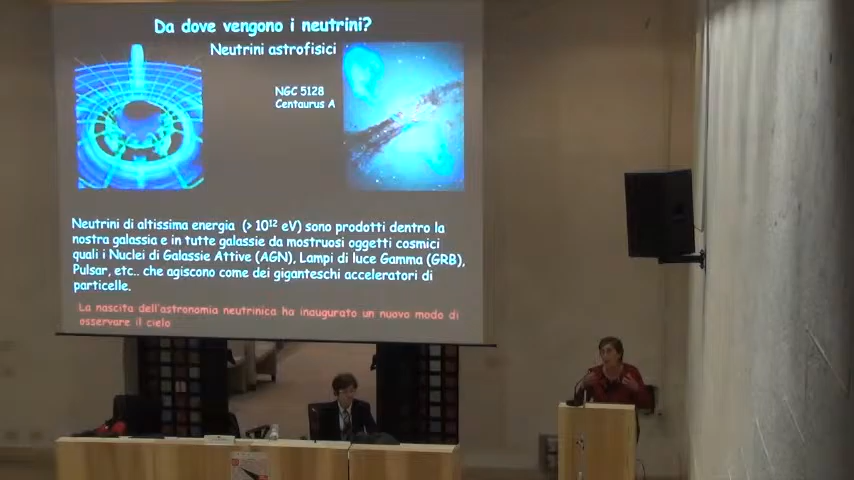 Da dove vengono i neutrini?
Neutrini astrofisici
NGC 5128
Centaurus A
Neutrini di altissima energia (> 10¹² eV) sono prodotti dentro la
nostra galassia e in tutte galassie da mostruosi oggetti cosmici
quali i Nuclei di Galassie Attive (AGN), Lampi di luce Gamma (GRB),
Pulsar, etc.. che agiscono come dei giganteschi acceleratori di
particelle.
La nascita dell'astronomia neutrinica ha inaugurato un nuovo modo di
osservare il cielo